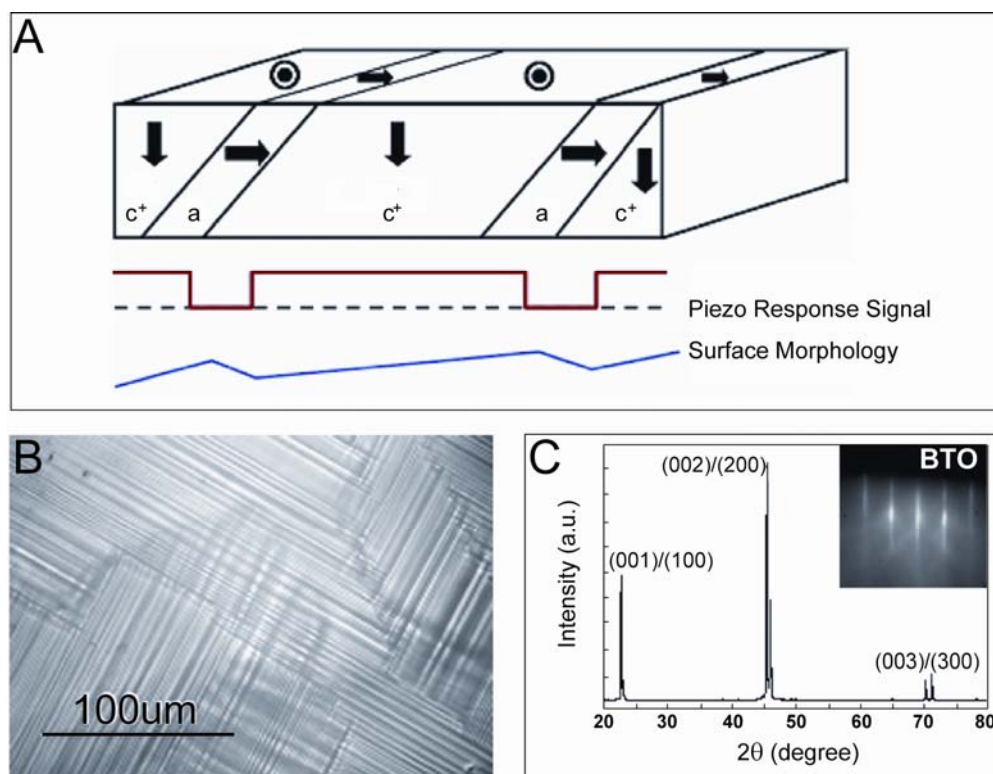 A
c⁺
a
c⁺
a
c⁺
Piezo Response Signal
Surface Morphology
B
100um
C
BTO
(002)/(200)
(001)/(100)
(003)/(300)
Intensity (a.u.)
20 30 40 50 60 70 80
2θ (degree)